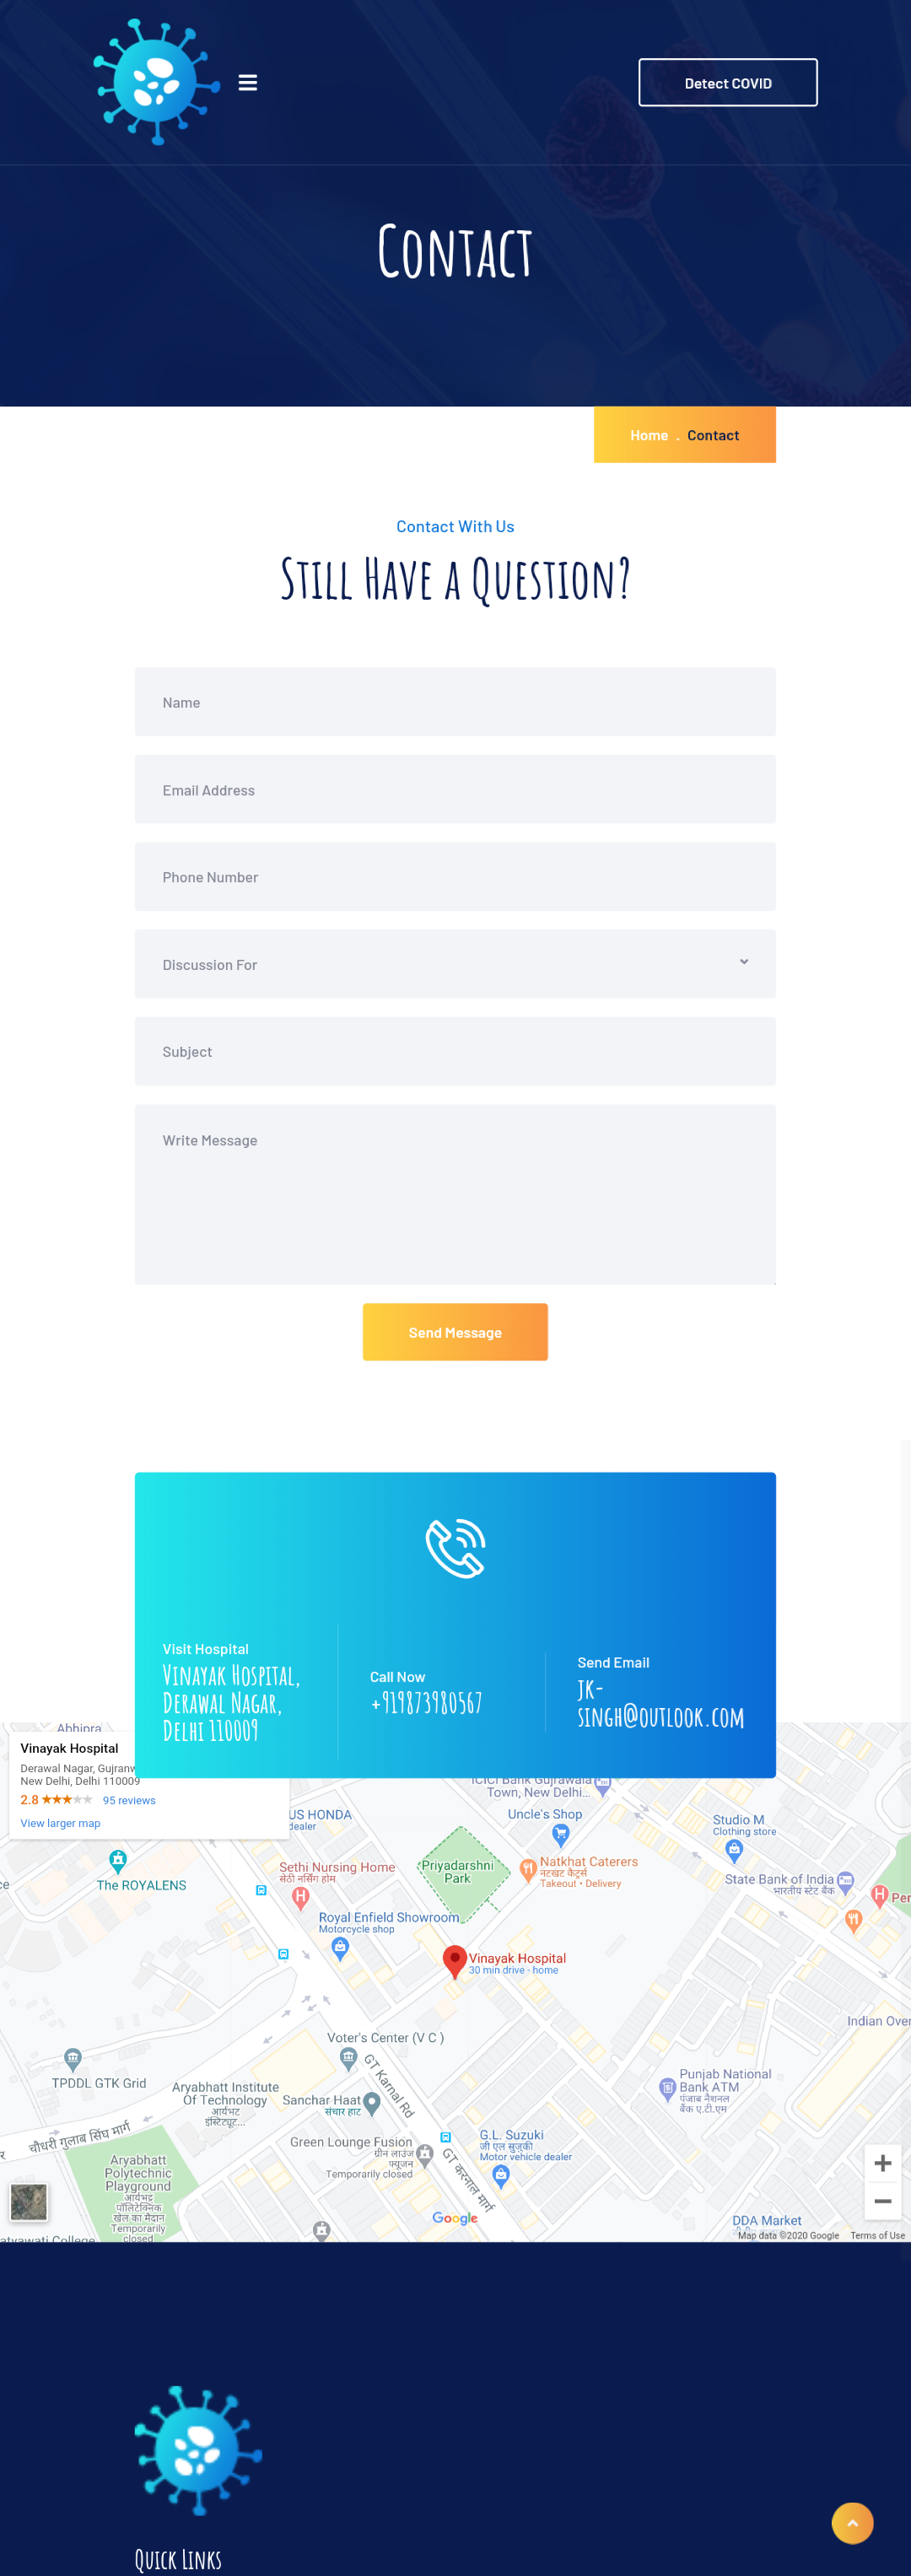 Detect COVID
Contact
Home . Contact
Contact With Us
Still Have a Question?
Name
Email Address
Phone Number
Discussion For
Subject
Write Message
Send Message
Visit Hospital
Vinayak Hospital,
Derawal Nagar,
Delhi 110009
Call Now
+919873980567
Send Email
jk-
singh@outlook.com
Abhipra
Vinayak Hospital
Derawal Nagar, Gujranw
New Delhi, Delhi 110009
2.8
95 reviews
View larger map
ICICI Bank Gujrawala
Town, New Delhi...
US HONDA
dealer
Uncle's Shop
Studio M
Clothing store
The ROYALENS
Sethi Nursing Home
सेठी नर्सिंग होम
Priyadarshni
Park
Natkhat Caterers
नटखट कैटर्स
Takeout • Delivery
State Bank of India
भारतीय स्टेट बैंक
Per
ce
Royal Enfield Showroom
Motorcycle shop
Vinayak Hospital
30 min drive - home
Indian Over
Voter's Center (V C )
TPDDL GTK Grid
Aryabhatt Institute
Of Technology
आर्यभट
इंस्टिट्यूट...
Sanchar Haat
संचार हाट
GT Karnal Rd
Punjab National
Bank ATM
पंजाब नैशनल
बैंक ए.टी.एम
चौधरी गुलाब सिंघ मार्ग
र
Green Lounge Fusion
ग्रीन लाउंज
फ्यूजन
Temporarily closed
G.L. Suzuki
जी एल सुज़ुकी
Motor vehicle dealer
GT करनाल मार्ग
Aryabhatt
Polytechnic
Playground
आर्यभट्ट
पॉलिटेक्निक
खेल का मैदान
Temporarily
closed
atyawati College
Google
DDA Market
Map data ©2020 Google
Terms of Use
Quick Links